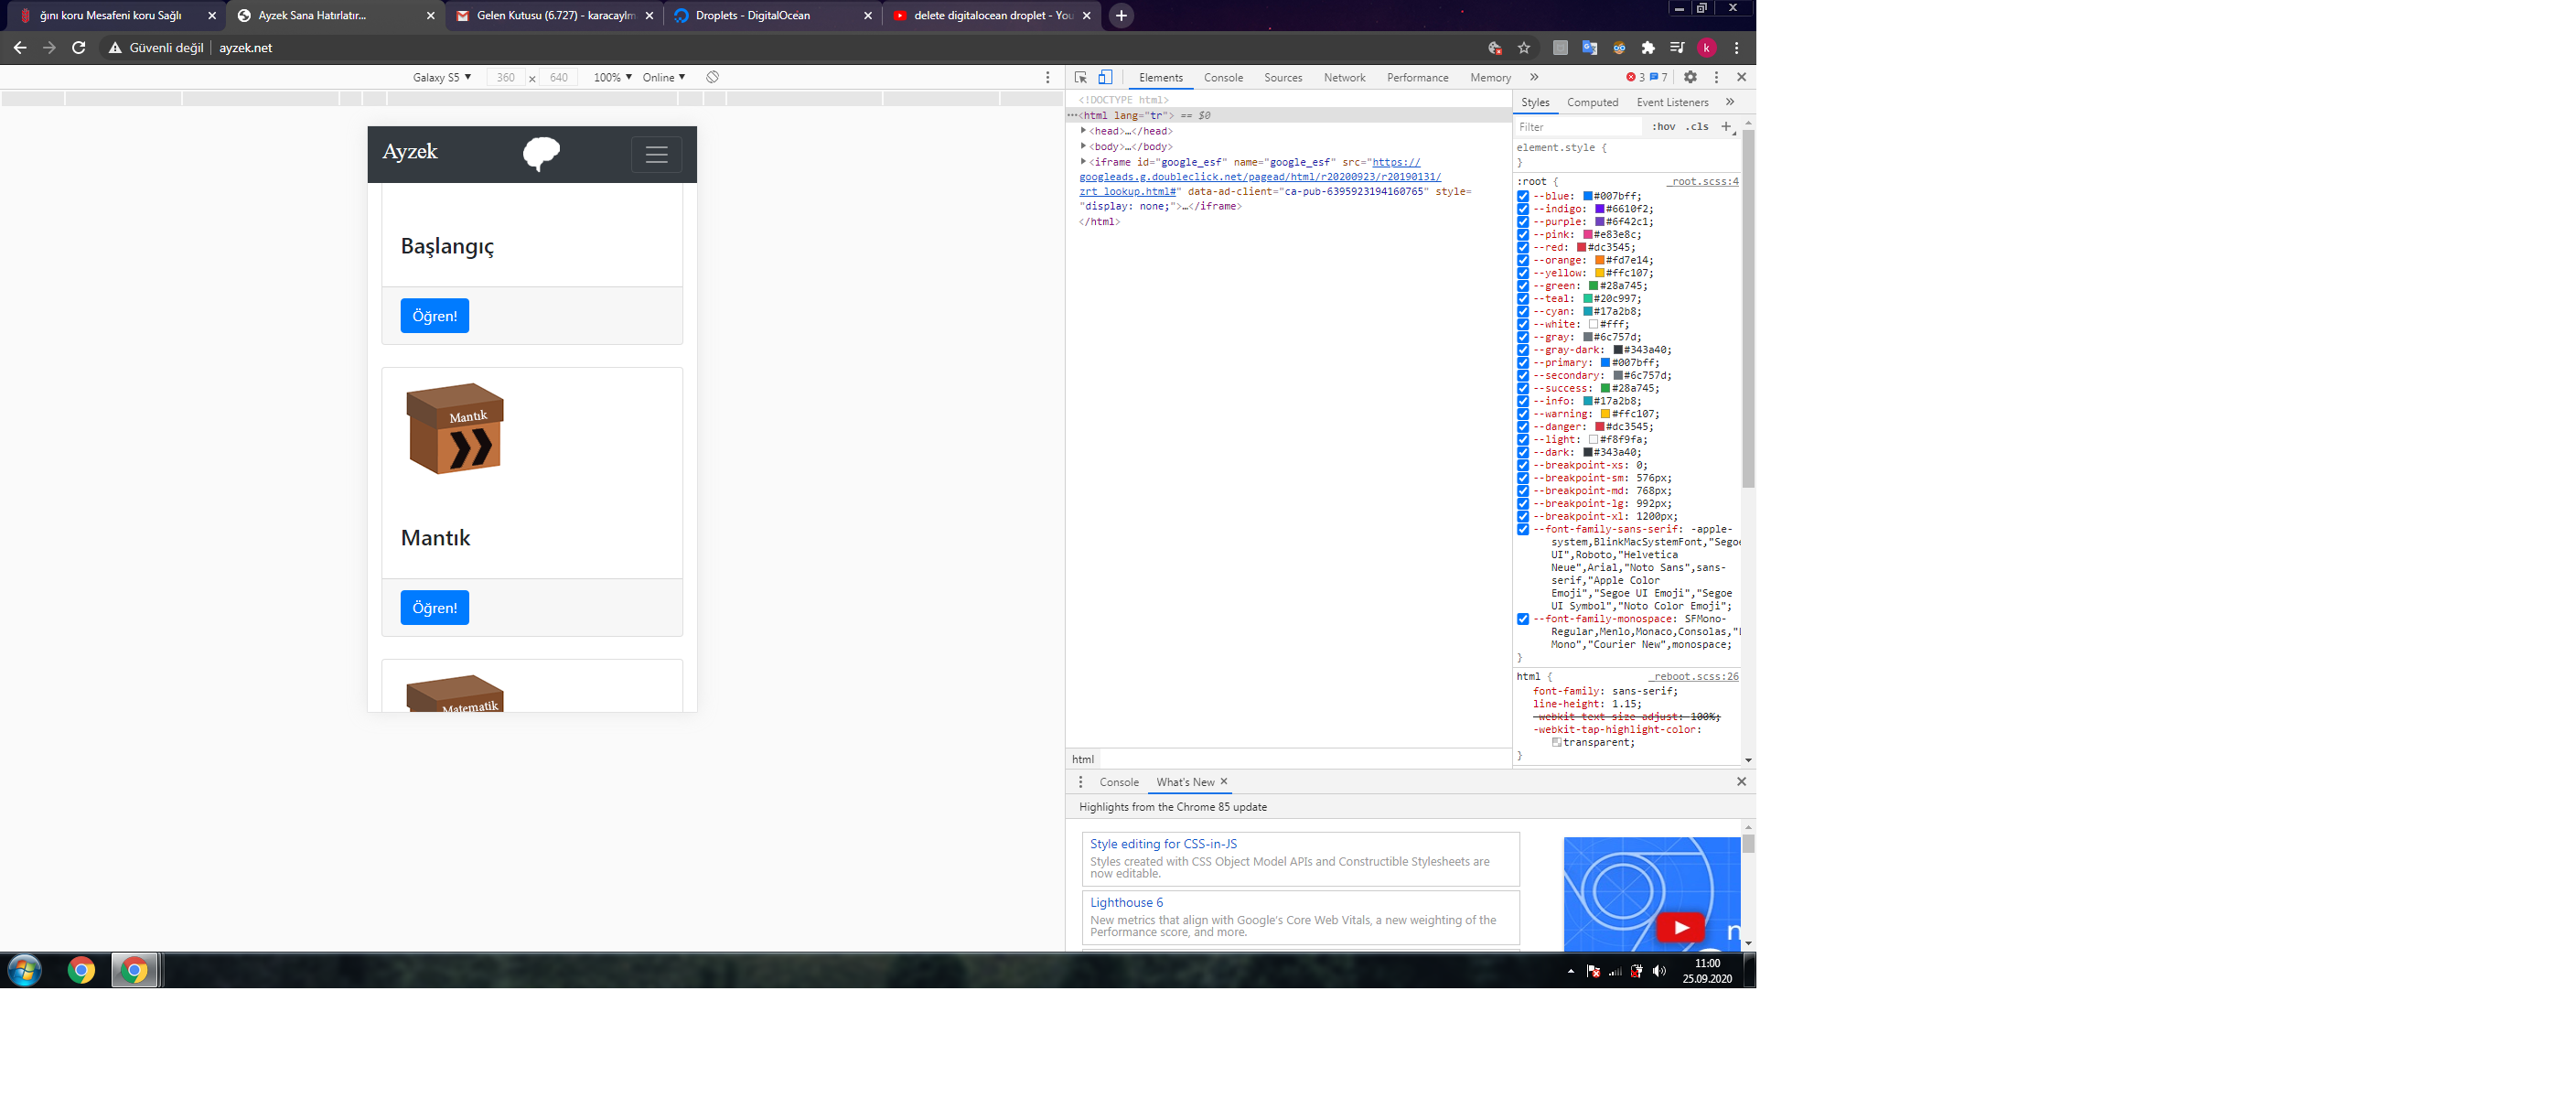 ğını koru Mesafeni koru Sağlı
Ayzek Sana Hatırlatır...
Gelen Kutusu (6.727) - karacaylm
Droplets - DigitalOcean
delete digitalocean droplet - You
Güvenli değil ayzek.net
k
Galaxy S5 ▼ 360 x 640 100% ▼ Online ▼
Elements Console Sources Network Performance Memory » 3 7
Ayzek
Başlangıç
Öğren!
Mantık
Mantık
Öğren!
Matematik
<!DOCTYPE html>
···<html lang="tr"> == $0
<head>…</head>
<body>…</body>
<iframe id="google_esf" name="google_esf" src="https://
googleads.g.doubleclick.net/pagead/html/r20200923/r20190131/
zrt_lookup.html#" data-ad-client="ca-pub-6395923194160765" style=
"display: none;">…</iframe>
</html>
html
Styles Computed Event Listeners »
Filter :hov .cls +
element.style {
}
:root { _root.scss:4
--blue: #007bff;
--indigo: #6610f2;
--purple: #6f42c1;
--pink: #e83e8c;
--red: #dc3545;
--orange: #fd7e14;
--yellow: #ffc107;
--green: #28a745;
--teal: #20c997;
--cyan: #17a2b8;
--white: #fff;
--gray: #6c757d;
--gray-dark: #343a40;
--primary: #007bff;
--secondary: #6c757d;
--success: #28a745;
--info: #17a2b8;
--warning: #ffc107;
--danger: #dc3545;
--light: #f8f9fa;
--dark: #343a40;
--breakpoint-xs: 0;
--breakpoint-sm: 576px;
--breakpoint-md: 768px;
--breakpoint-lg: 992px;
--breakpoint-xl: 1200px;
--font-family-sans-serif: -apple-
system,BlinkMacSystemFont,"Segoe
UI",Roboto,"Helvetica
Neue",Arial,"Noto Sans",sans-
serif,"Apple Color
Emoji","Segoe UI Emoji","Segoe
UI Symbol","Noto Color Emoji";
--font-family-monospace: SFMono-
Regular,Menlo,Monaco,Consolas,"
Mono","Courier New",monospace;
}
html { _reboot.scss:26
font-family: sans-serif;
line-height: 1.15;
-webkit-text-size-adjust: 100%;
-webkit-tap-highlight-color:
transparent;
}
Console What's New
Highlights from the Chrome 85 update
Style editing for CSS-in-JS
Styles created with CSS Object Model APIs and Constructible Stylesheets are
now editable.
Lighthouse 6
New metrics that align with Google's Core Web Vitals, a new weighting of the
Performance score, and more.
n
11:00
25.09.2020